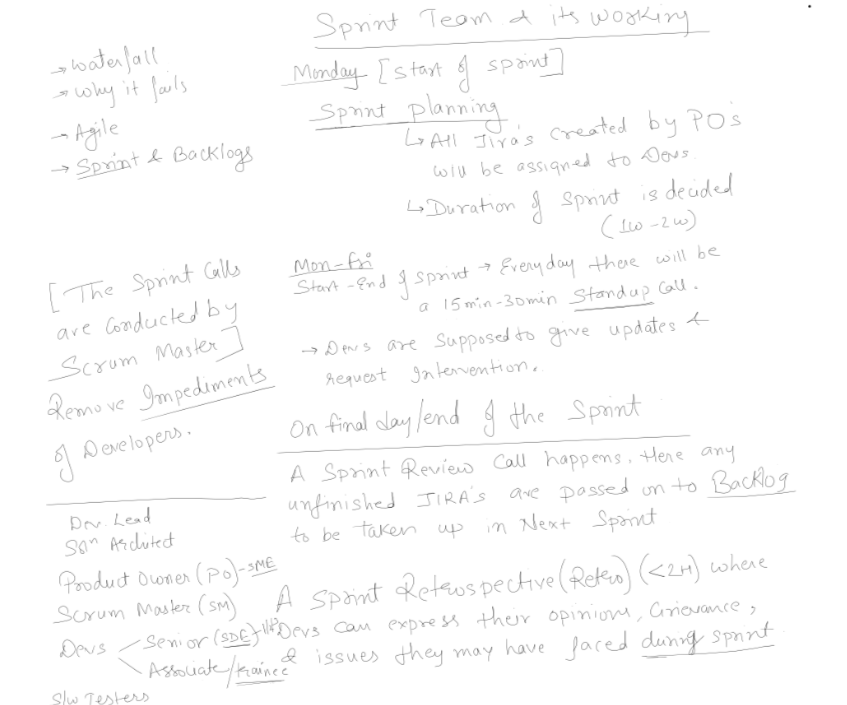 Sprint Team & its working
→ waterfall
→ why it fails
→ Agile
→ Sprint & Backlogs
Monday [Start of sprint]
Sprint planning
↳ All Jira's created by PO's
will be assigned to Devs.
↳ Duration of sprint is decided
(1w-2w)
[The Sprint Calls
are Conducted by
Scrum Master]
Remove Impediments
of Developers.
Mon-fri
Start-End of sprint → Everyday there will be
a 15min-30min Standup Call.
→ Devs are supposed to give updates &
request Intervention.
On final day/end of the Sprint
A Sprint Review Call happens. Here any
unfinished JIRA's are passed on to Backlog
to be taken up in Next Sprint
Dev. Lead
Sol^n Architect
Product Owner (PO)-SME
Scrum Master (SM)
Devs Senior (SDE)
Associate/trainee
S/w Testers
A Sprint Retrospective (Retro) (<2H) where
Devs can express their opinions, Grievance,
& issues they may have faced during sprint